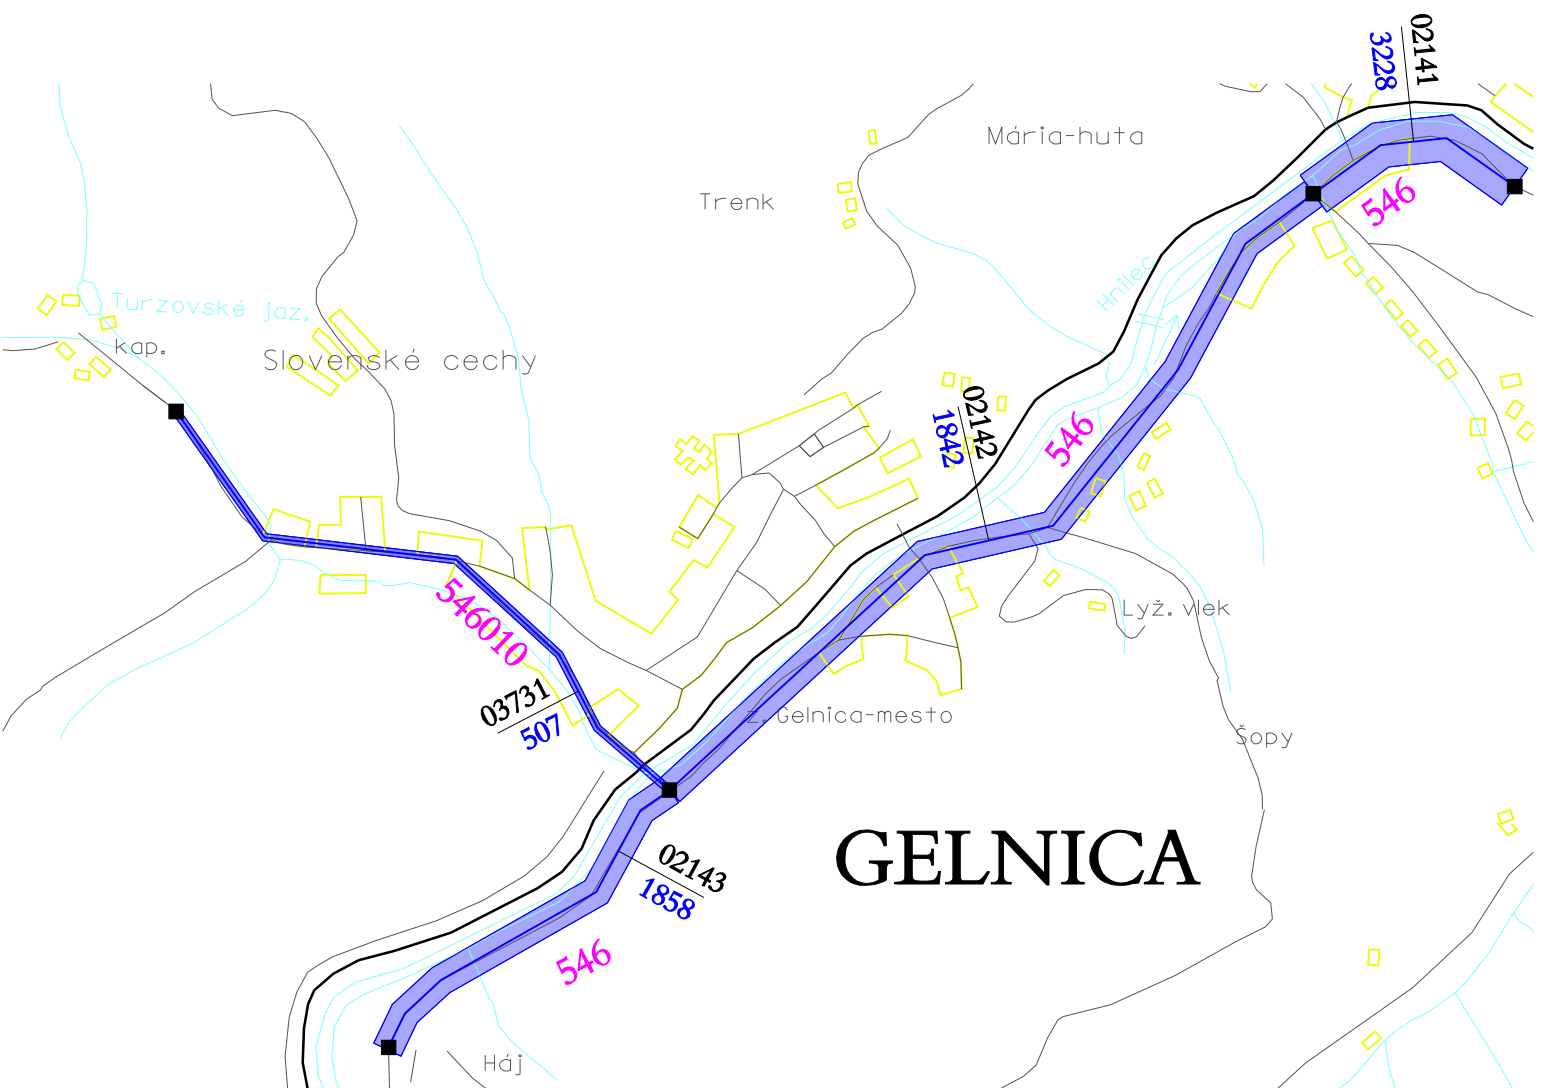 02141
3228
Mária-huta
Trenk
546
Hnilec
Turzovské jaz.
kap.
Slovenské cechy
02142
1842
546
546010
Lyž. vlek
03731
507
ž. Gelnica-mesto
Šopy
GELNICA
02143
1858
546
Háj